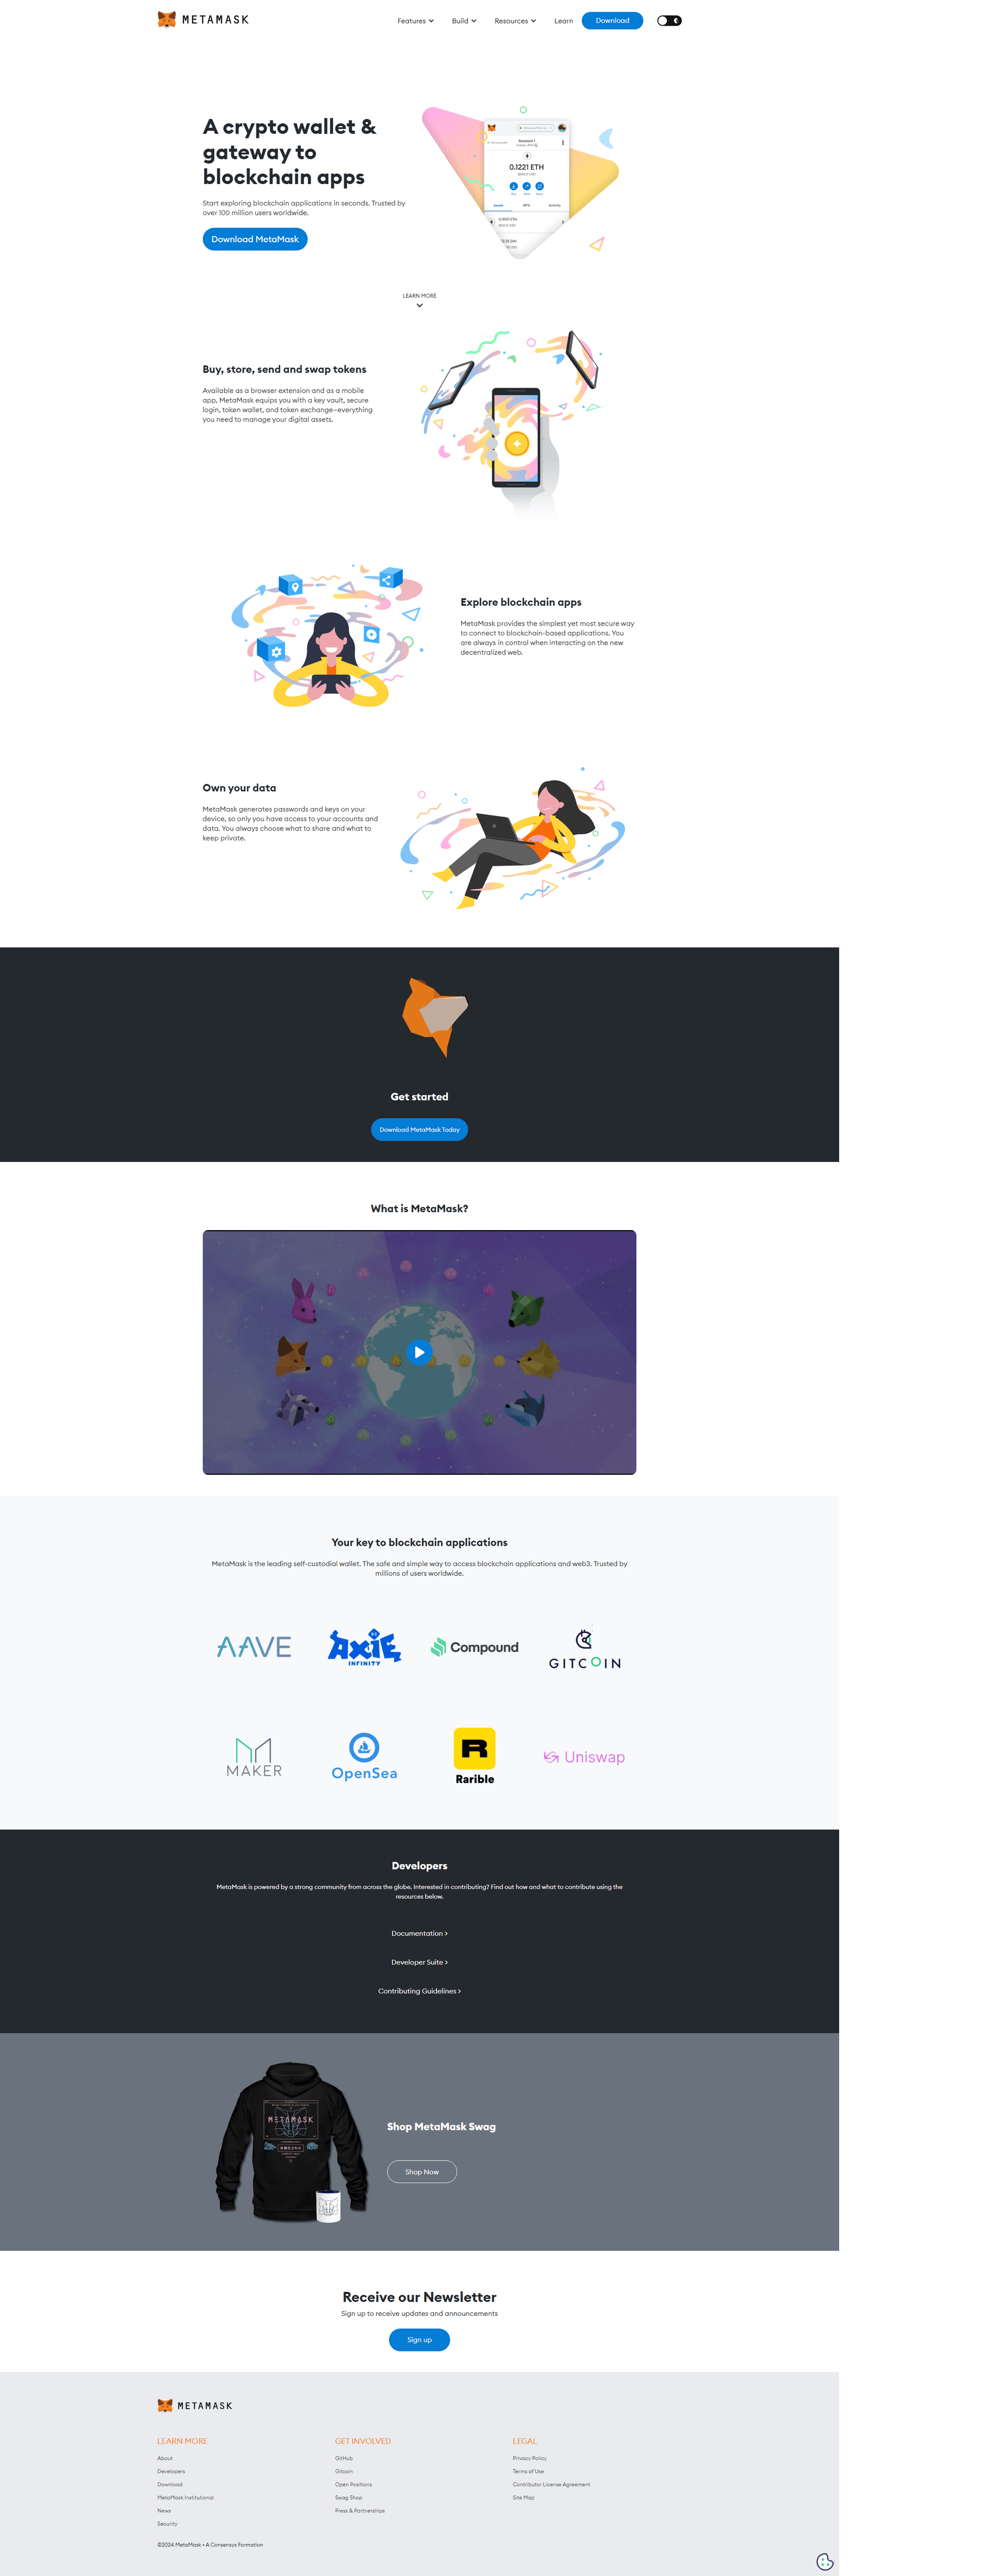 METAMASK
Features
Build
Resources
Learn
Download
A crypto wallet &
gateway to
blockchain apps
Start exploring blockchain applications in seconds. Trusted by
over 100 million users worldwide.
Download MetaMask
Account 1
0.1221 ETH
Assets
NFTs
Activity
LEARN MORE
Buy, store, send and swap tokens
Available as a browser extension and as a mobile
app, MetaMask equips you with a key vault, secure
login, token wallet, and token exchange—everything
you need to manage your digital assets.
Explore blockchain apps
MetaMask provides the simplest yet most secure way
to connect to blockchain-based applications. You
are always in control when interacting on the new
decentralized web.
Own your data
MetaMask generates passwords and keys on your
device, so only you have access to your accounts and
data. You always choose what to share and what to
keep private.
Get started
Download MetaMask Today
What is MetaMask?
Your key to blockchain applications
MetaMask is the leading self-custodial wallet. The safe and simple way to access blockchain applications and web3. Trusted by
millions of users worldwide.
AAVE
AXIE
INFINITY
Compound
GITCOIN
MAKER
OpenSea
R
Rarible
Uniswap
Developers
MetaMask is powered by a strong community from across the globe. Interested in contributing? Find out how and what to contribute using the
resources below.
Documentation >
Developer Suite >
Contributing Guidelines >
METAMASK
Shop MetaMask Swag
Shop Now
Receive our Newsletter
Sign up to receive updates and announcements
Sign up
METAMASK
LEARN MORE
About
Developers
Download
MetaMask Institutional
News
Security
GET INVOLVED
GitHub
Gitcoin
Open Positions
Swag Shop
Press & Partnerships
LEGAL
Privacy Policy
Terms of Use
Contributor License Agreement
Site Map
©2024 MetaMask • A Consensys Formation